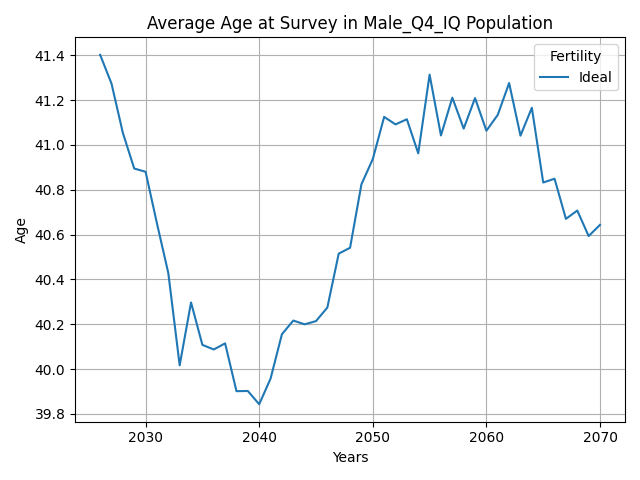 Average Age at Survey in Male_Q4_IQ Population
Fertility
Ideal
41.4
41.2
41.0
40.8
40.6
40.4
40.2
40.0
39.8
Age
2030 2040 2050 2060 2070
Years